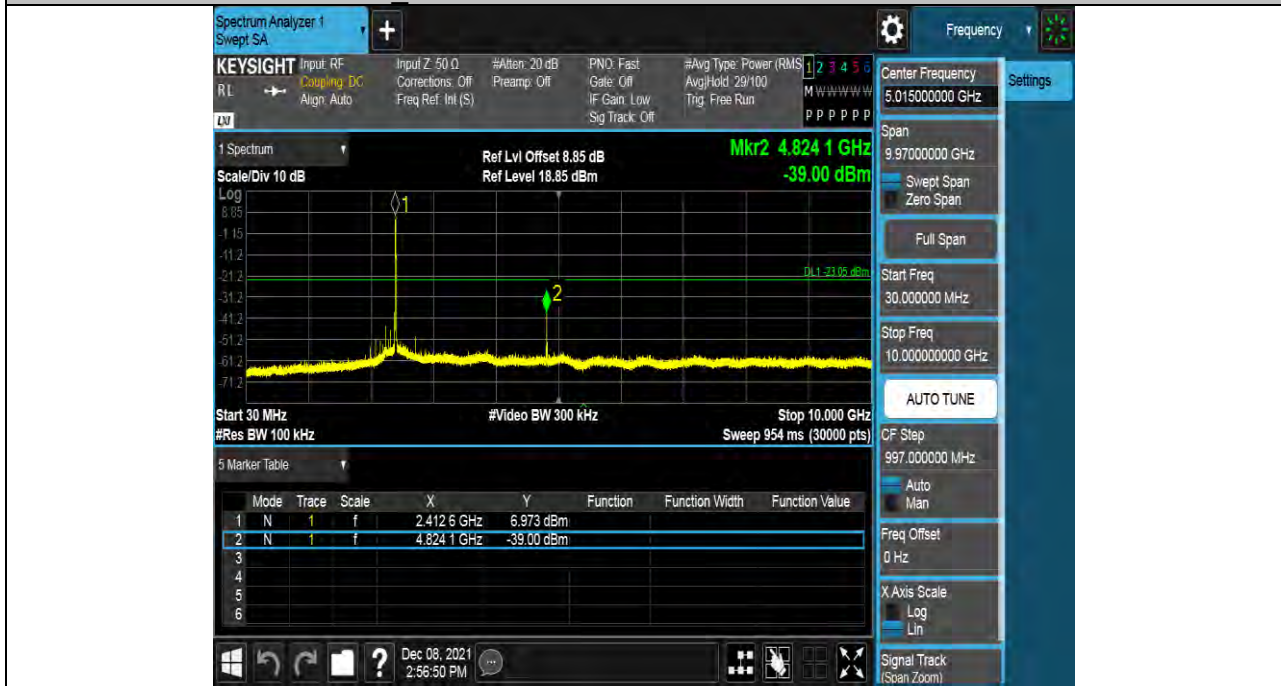 Spectrum Analyzer 1
Swept SA
+
Frequency
KEYSIGHT
RL
LXI
Input: RF
Coupling: DC
Align: Auto
Input Z: 50 Ω
Corrections: Off
Freq Ref: Int (S)
#Atten: 20 dB
Preamp: Off
PNO: Fast
Gate: Off
IF Gain: Low
Sig Track: Off
#Avg Type: Power (RMS
Avg|Hold: 29/100
Trig: Free Run
1 2 3 4 5 6
M W W W W W
P P P P P P
Center Frequency
5.015000000 GHz
Settings
Span
9.97000000 GHz
Swept Span
Zero Span
Full Span
Start Freq
30.000000 MHz
Stop Freq
10.000000000 GHz
AUTO TUNE
CF Step
997.000000 MHz
Auto
Man
Freq Offset
0 Hz
X Axis Scale
Log
Lin
Signal Track
(Span Zoom)
1 Spectrum
Scale/Div 10 dB
Log
Ref Lvl Offset 8.85 dB
Ref Level 18.85 dBm
Mkr2 4.824 1 GHz
-39.00 dBm
8.85
-1.15
-11.2
-21.2
-31.2
-41.2
-51.2
-61.2
-71.2
1
2
DL1 -23.05 dBm
Start 30 MHz
#Res BW 100 kHz
#Video BW 300 kHz
Stop 10.000 GHz
Sweep 954 ms (30000 pts)
5 Marker Table
Mode Trace Scale X Y Function Function Width Function Value
1 N 1 f 2.412 6 GHz 6.973 dBm
2 N 1 f 4.824 1 GHz -39.00 dBm
3
4
5
6
?
Dec 08, 2021
2:56:50 PM